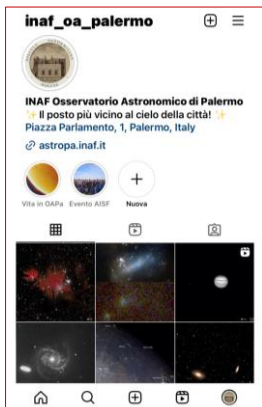 inaf_oa_palermo
INAF Osservatorio Astronomico di Palermo
✨ Il posto più vicino al cielo della città! ✨
Piazza Parlamento, 1, Palermo, Italy
astropa.inaf.it
Vita in OAPa
Evento AISF
Nuova